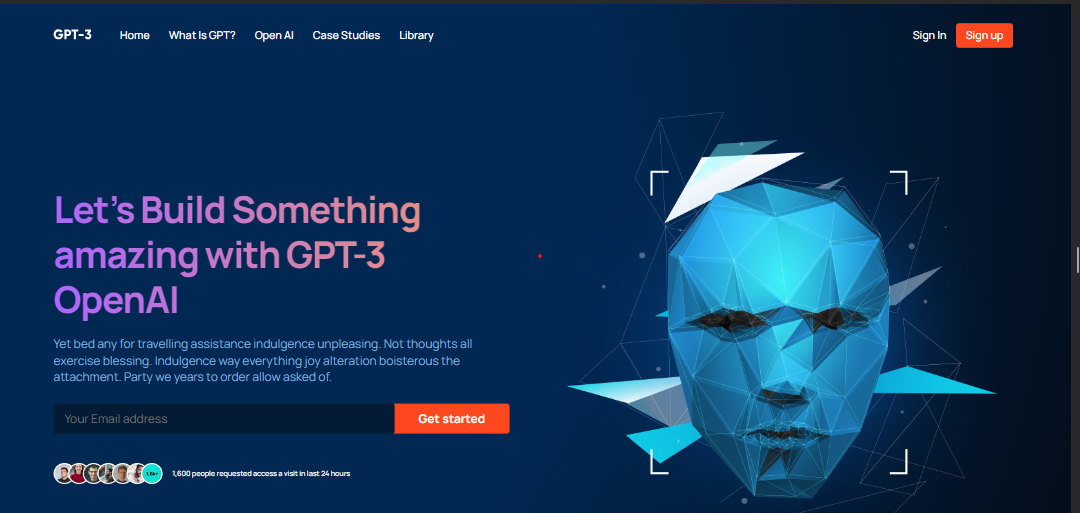 GPT-3 Home What Is GPT? Open AI Case Studies Library Sign In Sign up
Let's Build Something
amazing with GPT-3
OpenAI
Yet bed any for travelling assistance indulgence unpleasing. Not thoughts all
exercise blessing. Indulgence way everything joy alteration boisterous the
attachment. Party we years to order allow asked of.
Your Email address Get started
1,600 people requested access a visit in last 24 hours